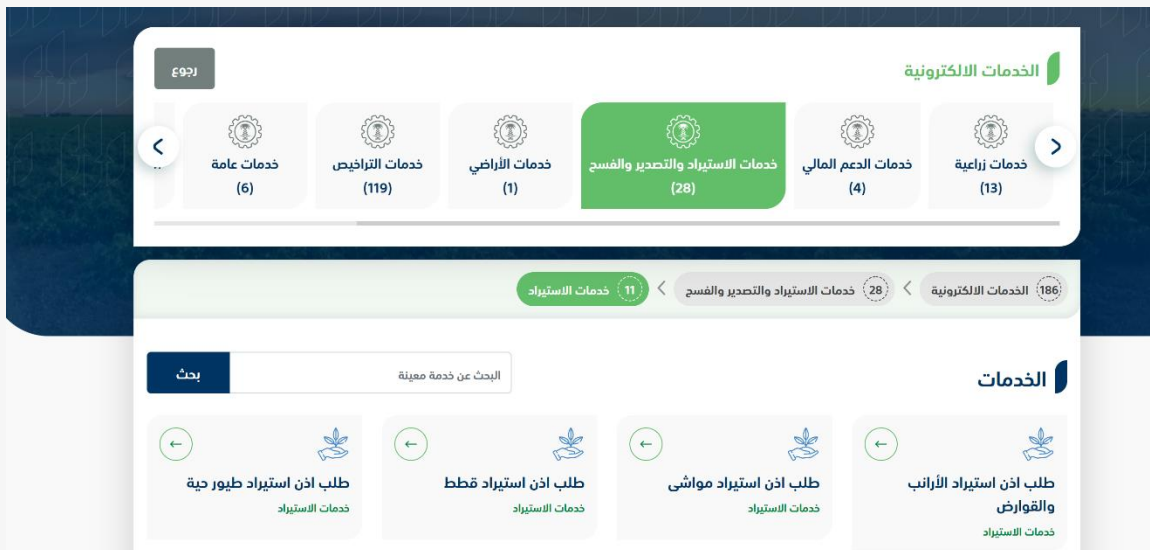 الخدمات الالكترونية
رجوع
خدمات زراعية
(13)
خدمات الدعم المالي
(4)
خدمات الاستيراد والتصدير والفسح
(28)
خدمات الأراضي
(1)
خدمات التراخيص
(119)
خدمات عامة
(6)
186 الخدمات الالكترونية
28 خدمات الاستيراد والتصدير والفسح
11 خدمات الاستيراد
الخدمات
البحث عن خدمة معينة
بحث
طلب اذن استيراد الأرانب
والقوارض
خدمات الاستيراد
طلب اذن استيراد مواشى
خدمات الاستيراد
طلب اذن استيراد قطط
خدمات الاستيراد
طلب اذن استيراد طيور حية
خدمات الاستيراد